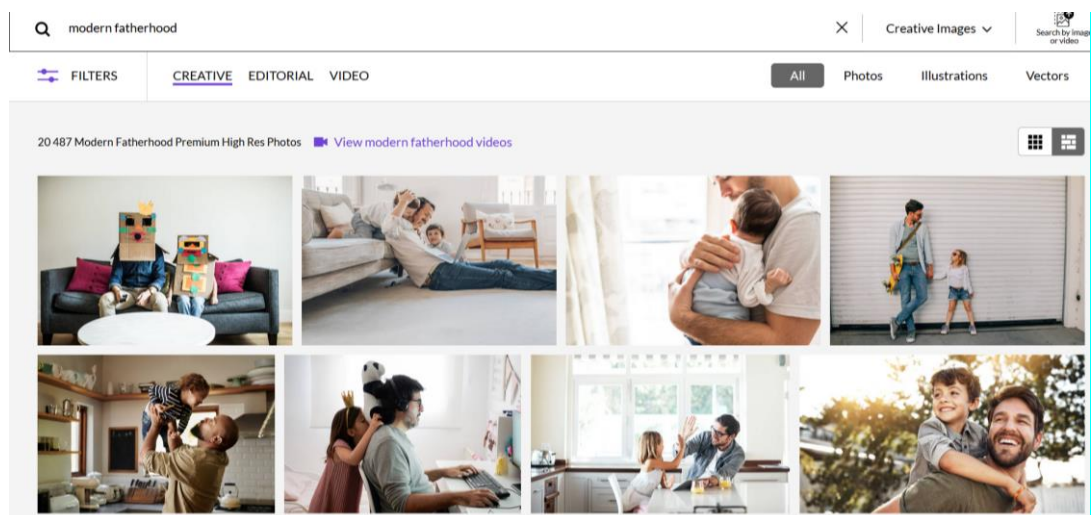 modern fatherhood
Creative Images
Search by image
or video
FILTERS
CREATIVE EDITORIAL VIDEO
All Photos Illustrations Vectors
20 487 Modern Fatherhood Premium High Res Photos View modern fatherhood videos